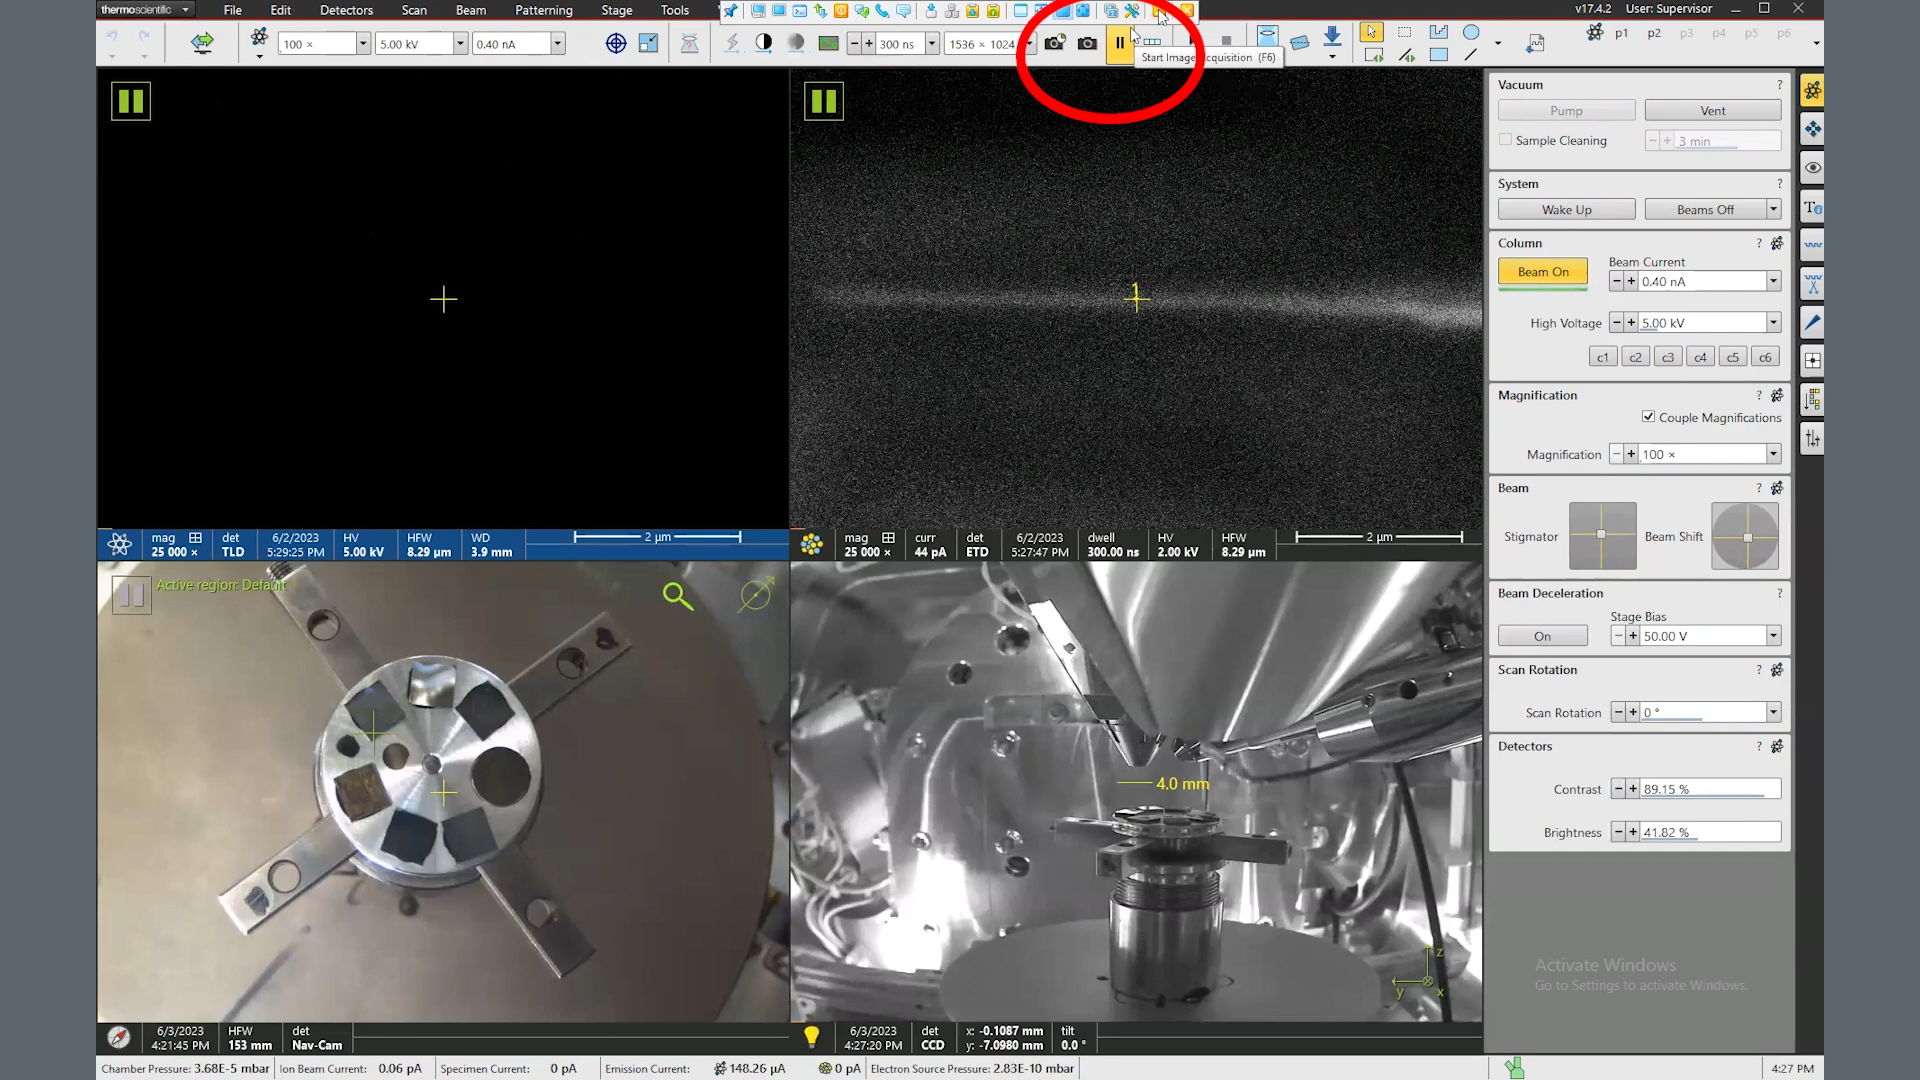 thermoscientific File Edit Detectors Scan Beam Patterning Stage Tools v17.4.2 User: Supervisor
100 × 5.00 kV 0.40 nA 300 ns 1536 × 1024 p1 p2 p3 p4 p5 p6
Start Image Acquisition (F6)
Vacuum ?
Pump Vent
Sample Cleaning 3 min
System ?
Wake Up Beams Off
Column ?
Beam On Beam Current
0.40 nA
High Voltage 5.00 kV
c1 c2 c3 c4 c5 c6
Magnification ?
Couple Magnifications
Magnification 100 ×
Beam ?
Stigmator Beam Shift
Beam Deceleration ?
Stage Bias
On 50.00 V
Scan Rotation ?
Scan Rotation 0 °
Detectors ?
Contrast 89.15 %
Brightness 41.82 %
1
mag det 6/2/2023 HV HFW WD 2 µm
25 000 × TLD 5:29:25 PM 5.00 kV 8.29 µm 3.9 mm
mag curr det 6/2/2023 dwell HV HFW 2 µm
25 000 × 44 pA ETD 5:27:47 PM 300.00 ns 2.00 kV 8.29 µm
Active region: Default
4.0 mm
z
y x
Activate Windows
Go to Settings to activate Windows.
6/3/2023 HFW det
4:21:45 PM 153 mm Nav-Cam
6/3/2023 det x: -0.1087 mm tilt
4:27:20 PM CCD y: -7.0980 mm 0.0 °
Chamber Pressure: 3.68E-5 mbar Ion Beam Current: 0.06 pA Specimen Current: 0 pA Emission Current: 148.26 µA 0 pA Electron Source Pressure: 2.83E-10 mbar 4:27 PM